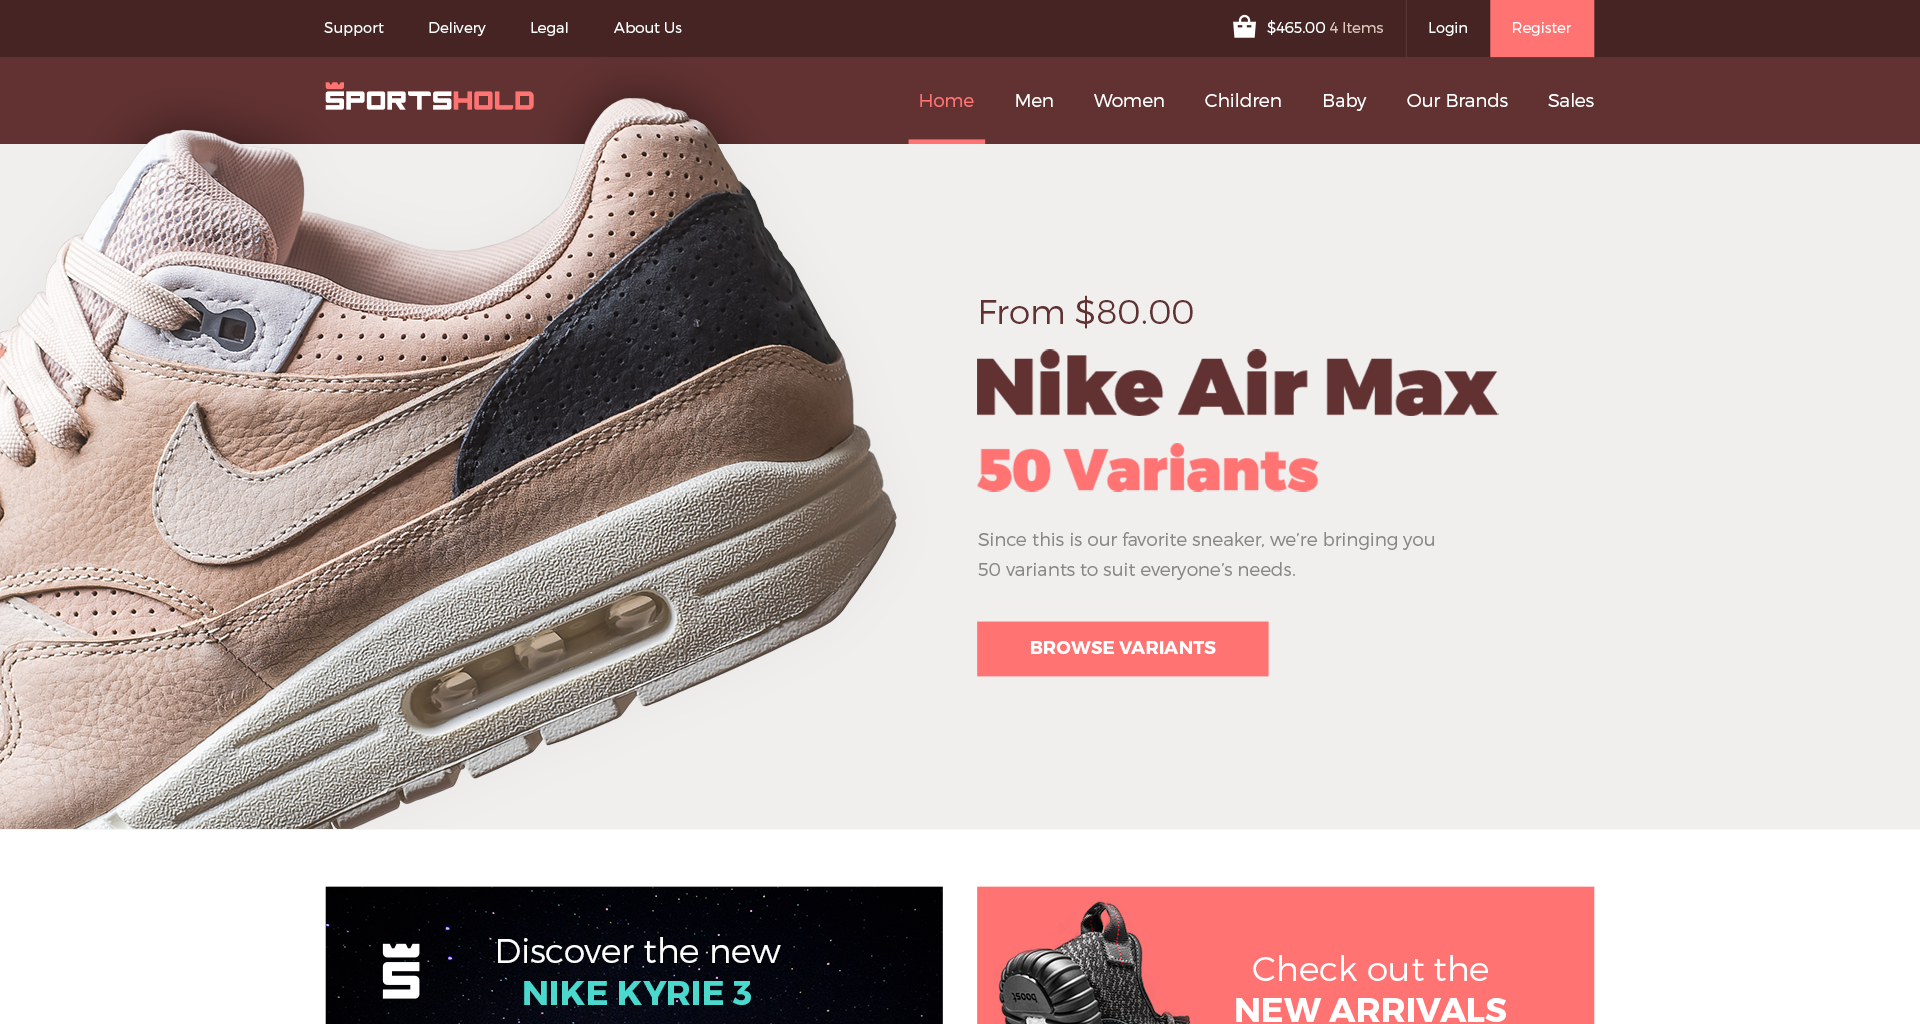 Support Delivery Legal About Us $465.00 4 Items Login Register
SPORTSHOLD Home Men Women Children Baby Our Brands Sales
From $80.00
Nike Air Max
50 Variants
Since this is our favorite sneaker, we’re bringing you
50 variants to suit everyone’s needs.
BROWSE VARIANTS
S
Discover the new
NIKE KYRIE 3
boost
Check out the
NEW ARRIVALS